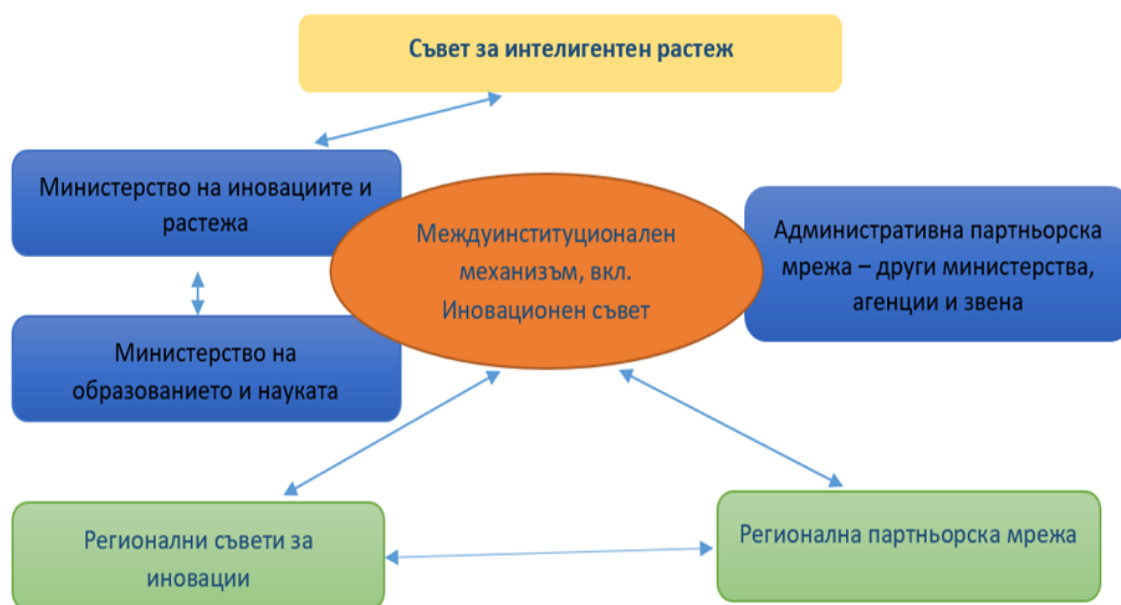 Съвет за интелигентен растеж
Министерство на иновациите и
растежа
Междуинституционален
механизъм, вкл.
Иновационен съвет
Административна партньорска
мрежа – други министерства,
агенции и звена
Министерство на
образованието и науката
Регионални съвети за
иновации
Регионална партньорска мрежа